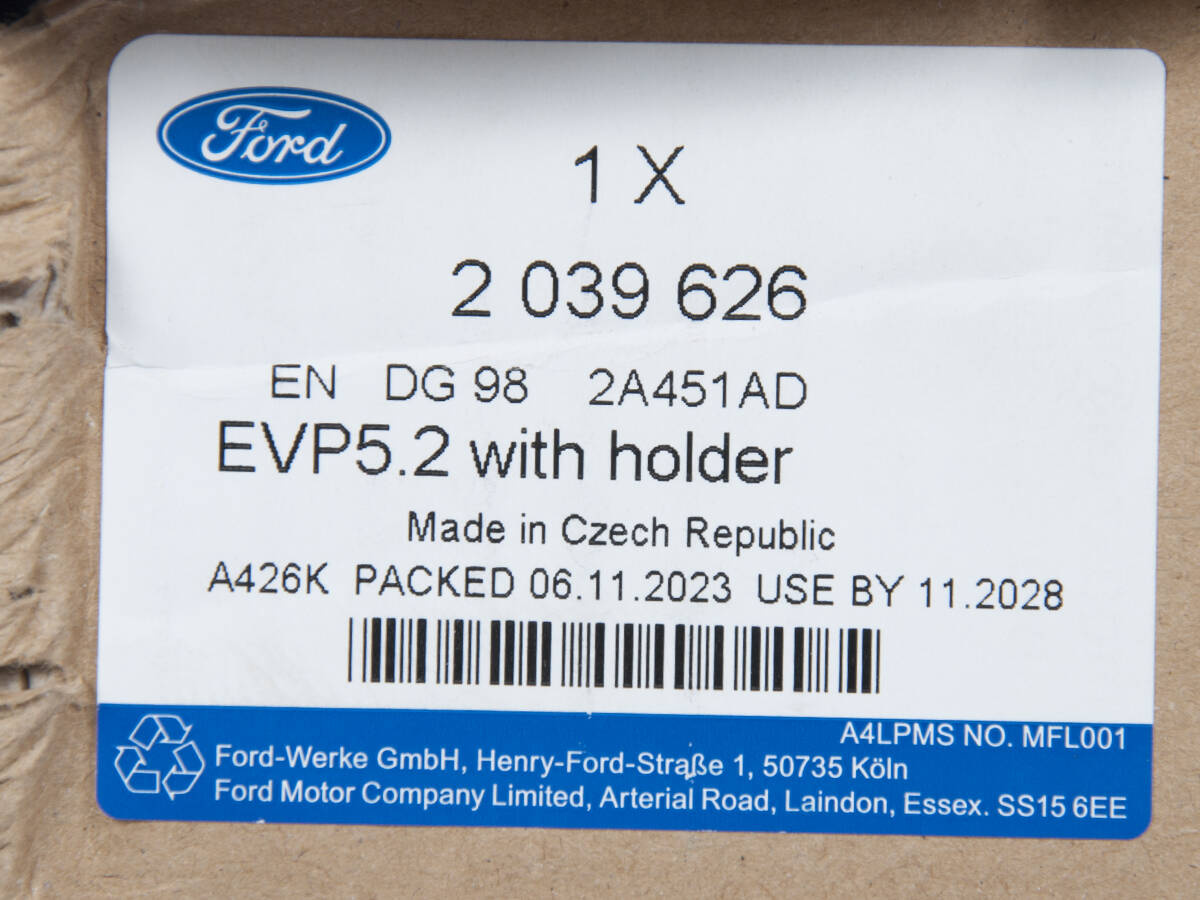 Ford
1 X
2 039 626
EN DG 98 2A451AD
EVP5.2 with holder
Made in Czech Republic
A426K PACKED 06.11.2023 USE BY 11.2028
A4LPMS NO. MFL001
Ford-Werke GmbH, Henry-Ford-Straße 1, 50735 Köln
Ford Motor Company Limited, Arterial Road, Laindon, Essex. SS15 6EE